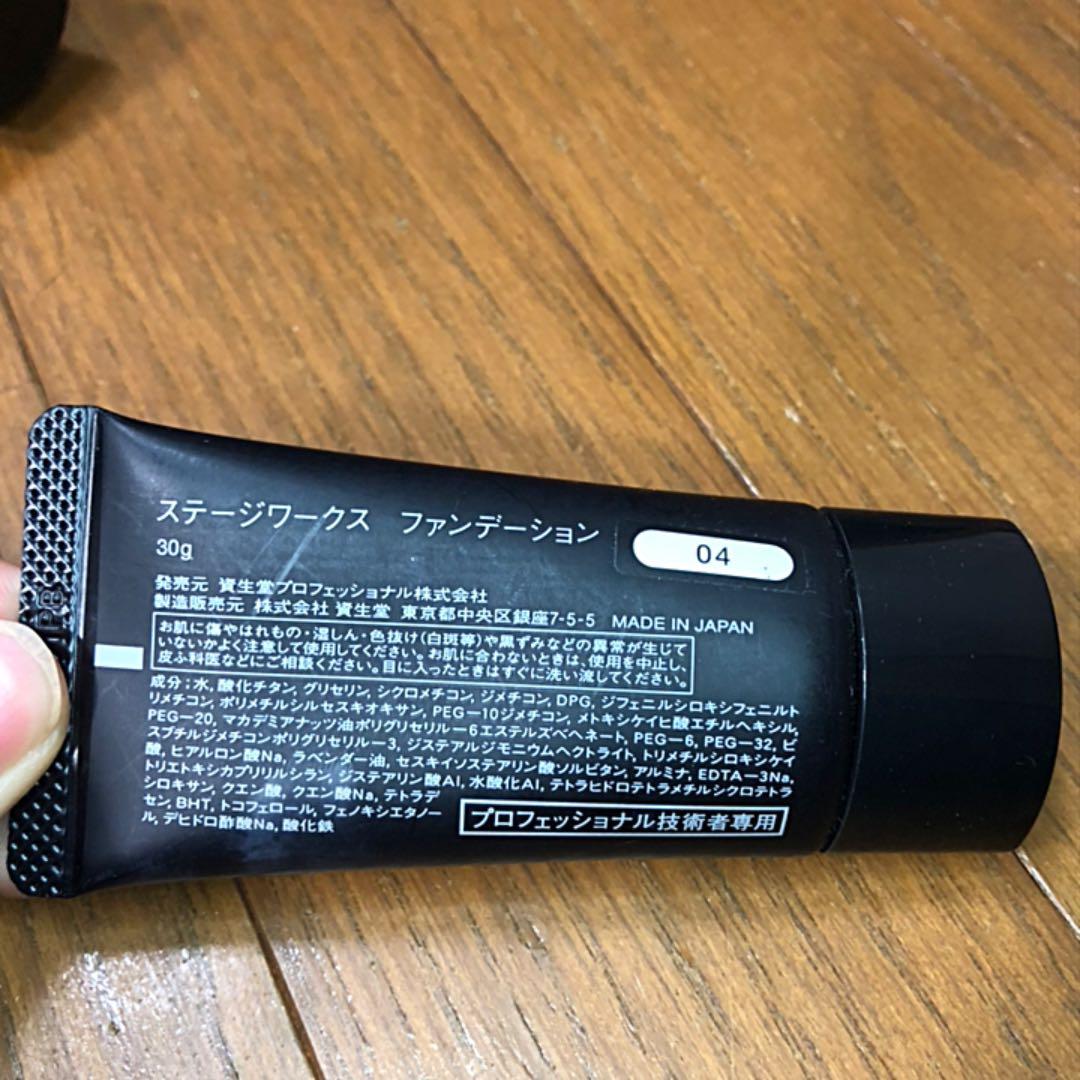 ステージワークス ファンデーション
04
30g
発売元 資生堂プロフェッショナル株式会社
製造販売元 株式会社 資生堂 東京都中央区銀座7-5-5 MADE IN JAPAN
お肌に傷やはれもの・湿しん・色抜け(白斑等)や黒ずみなどの異常が生じて
いないかよく注意して使用してください。お肌に合わないときは、使用を中止し、
皮ふ科医などにご相談ください。目に入ったときはすぐに洗い流してください。
成分:水, 酸化チタン, グリセリン, シクロメチコン, ジメチコン, DPG, ジフェニルシロキシフェニルト
リメチコン, ポリメチルシルセスキオキサン, PEG-10ジメチコン, メトキシケイヒ酸エチルヘキシル,
PEG-20, マカデミアナッツ油ポリグリセリル-6エステルズベヘネート, PEG-6, PEG-32, ビ
スブチルジメチコンポリグリセリル-3, ジステアルジモニウムヘクトライト, トリメチルシロキシケイ
酸, ヒアルロン酸Na, ラベンダー油, セスキイソステアリン酸ソルビタン, アルミナ, EDTA-3Na,
トリエトキシカプリリルシラン, ジステアリン酸Al, 水酸化Al, テトラヒドロテトラメチルシクロテトラ
シロキサン, クエン酸, クエン酸Na, テトラデ
セン, BHT, トコフェロール, フェノキシエタノー
ル, デヒドロ酢酸Na, 酸化鉄
プロフェッショナル技術者専用